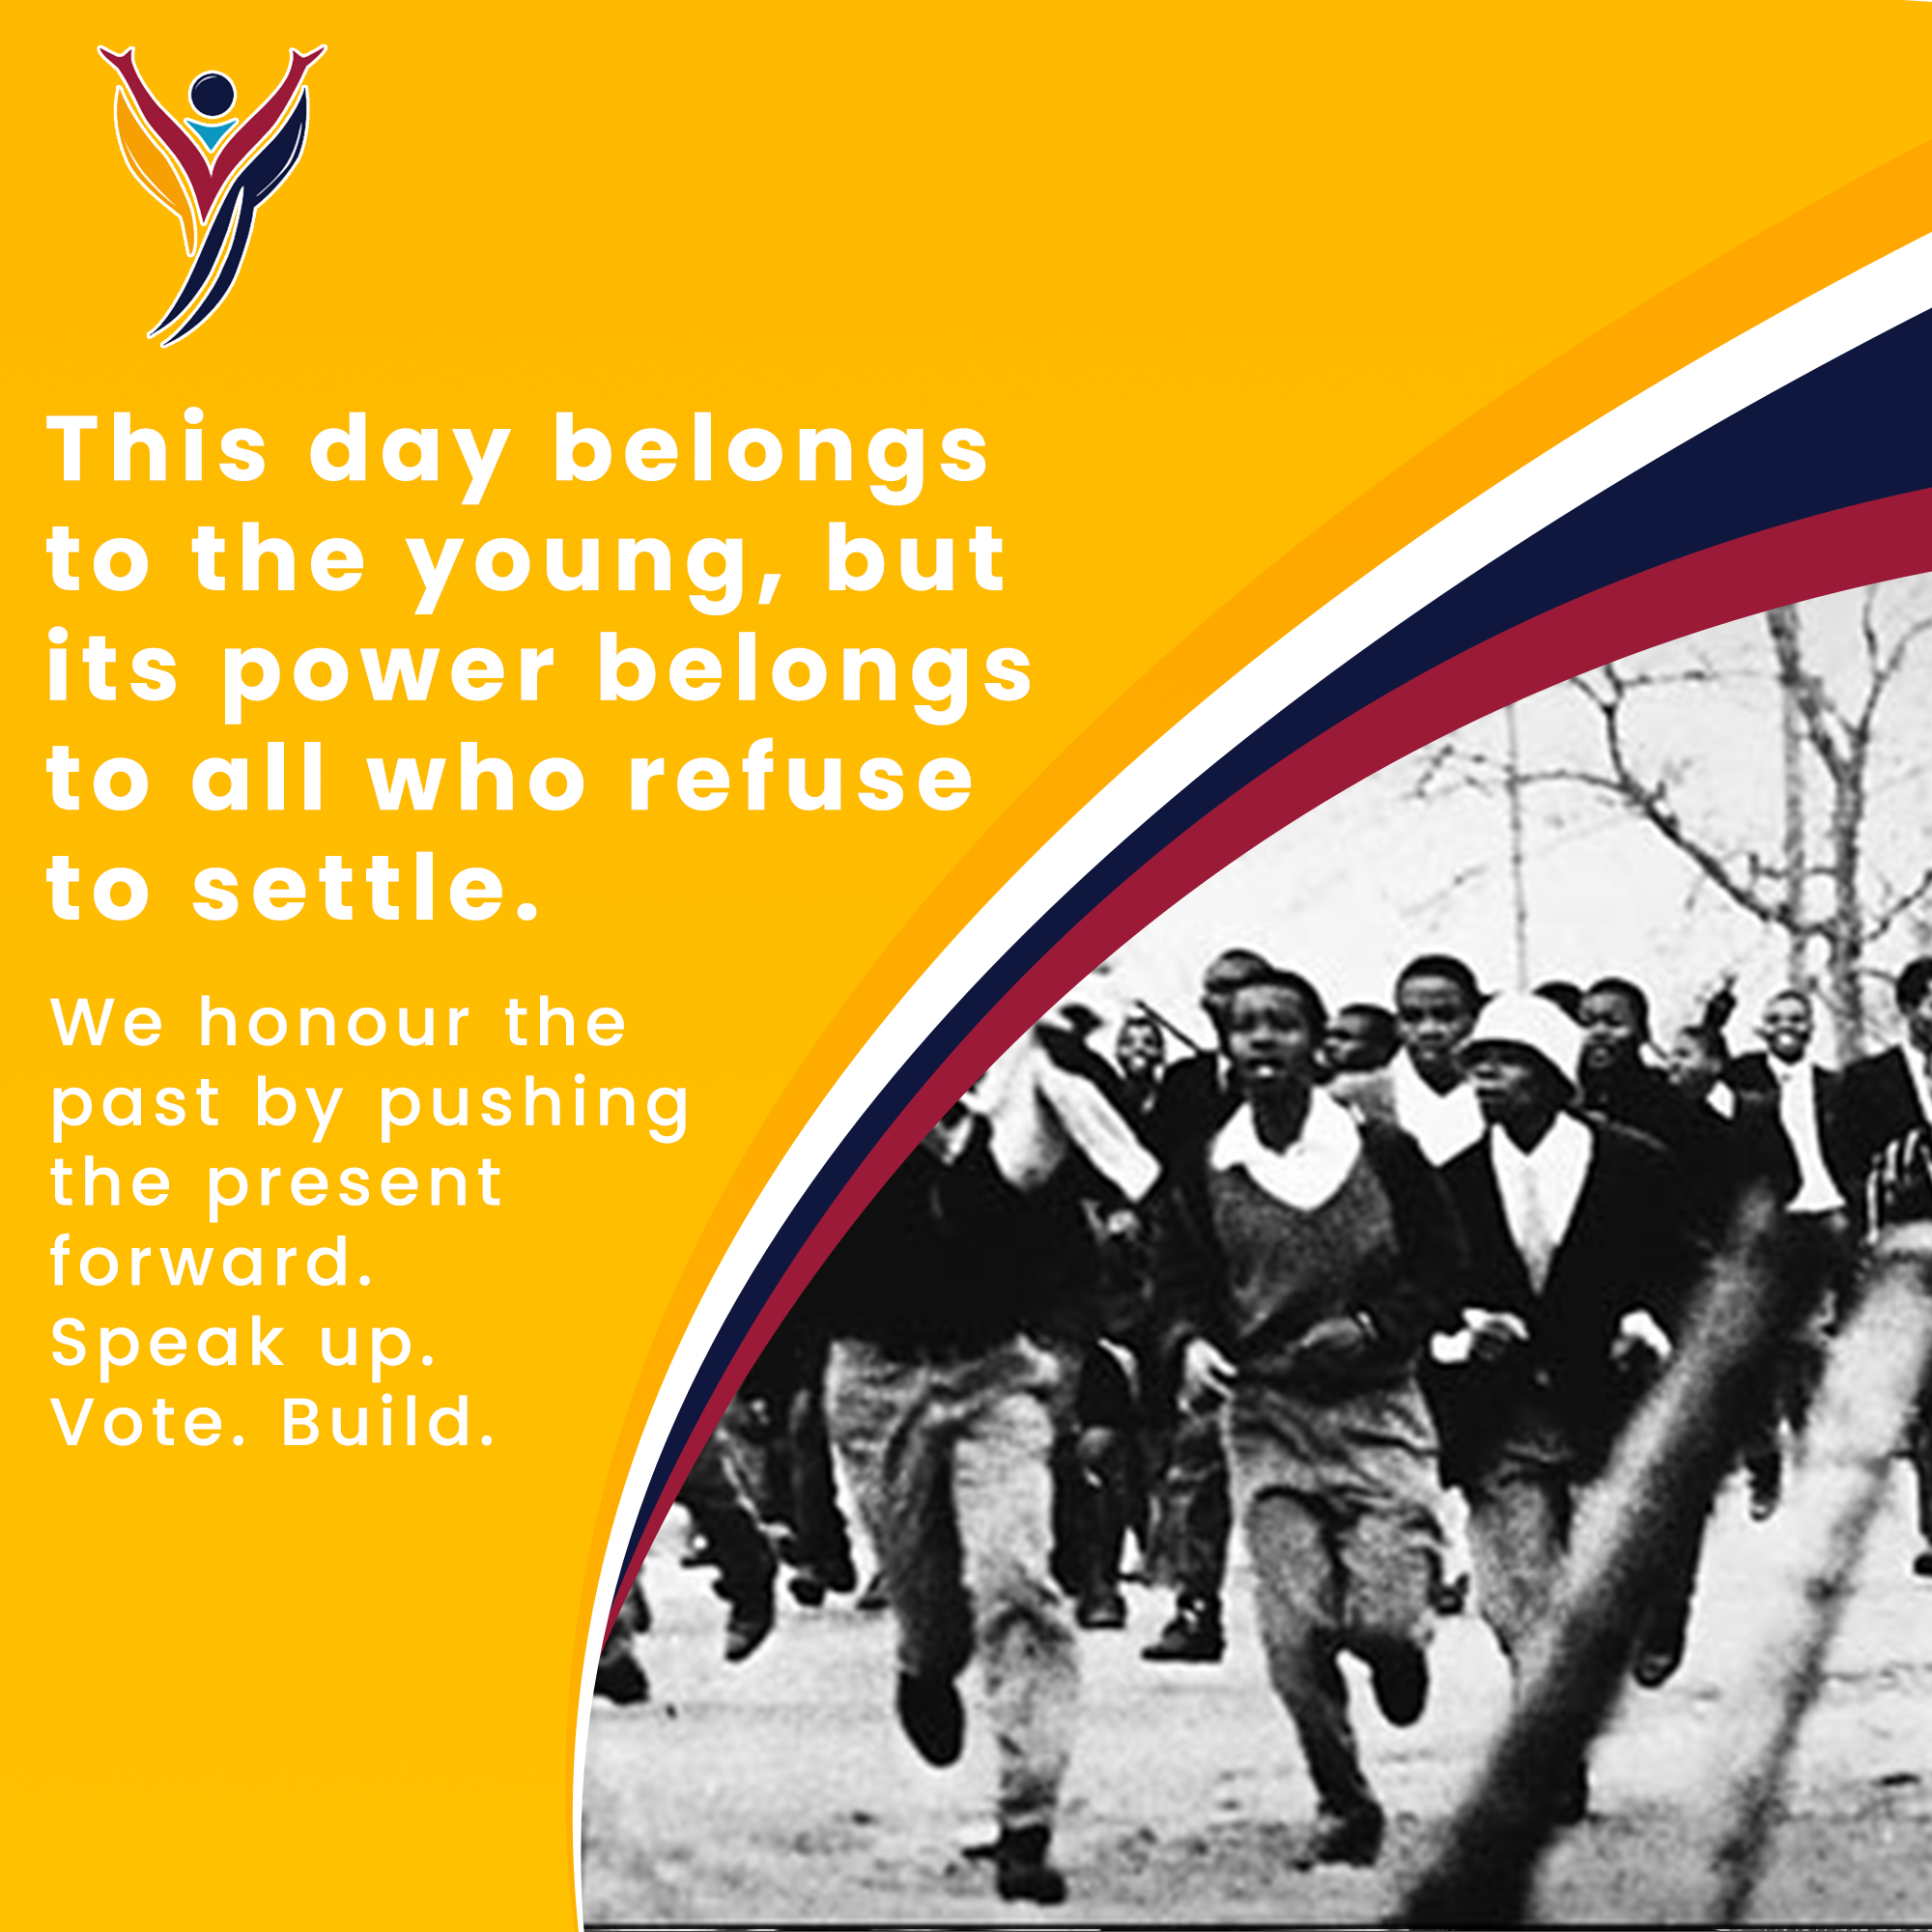 This day belongs
to the young, but
its power belongs
to all who refuse
to settle.
We honour the
past by pushing
the present
forward.
Speak up.
Vote. Build.